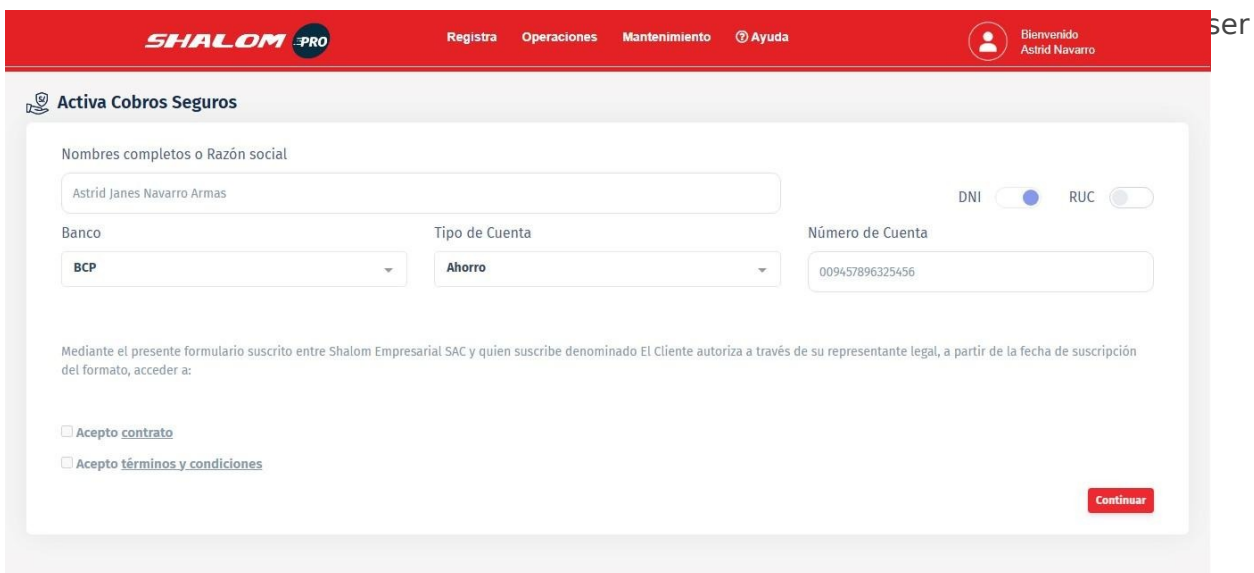 SHALOM PRO
Registra Operaciones Mantenimiento ? Ayuda
Bienvenido
Astrid Navarro
ser
S/ Activa Cobros Seguros
Nombres completos o Razón social
Astrid Janes Navarro Armas
DNI RUC
Banco Tipo de Cuenta Número de Cuenta
BCP Ahorro 009457896325456
Mediante el presente formulario suscrito entre Shalom Empresarial SAC y quien suscribe denominado El Cliente autoriza a través de su representante legal, a partir de la fecha de suscripción
del formato, acceder a:
Acepto contrato
Acepto términos y condiciones
Continuar